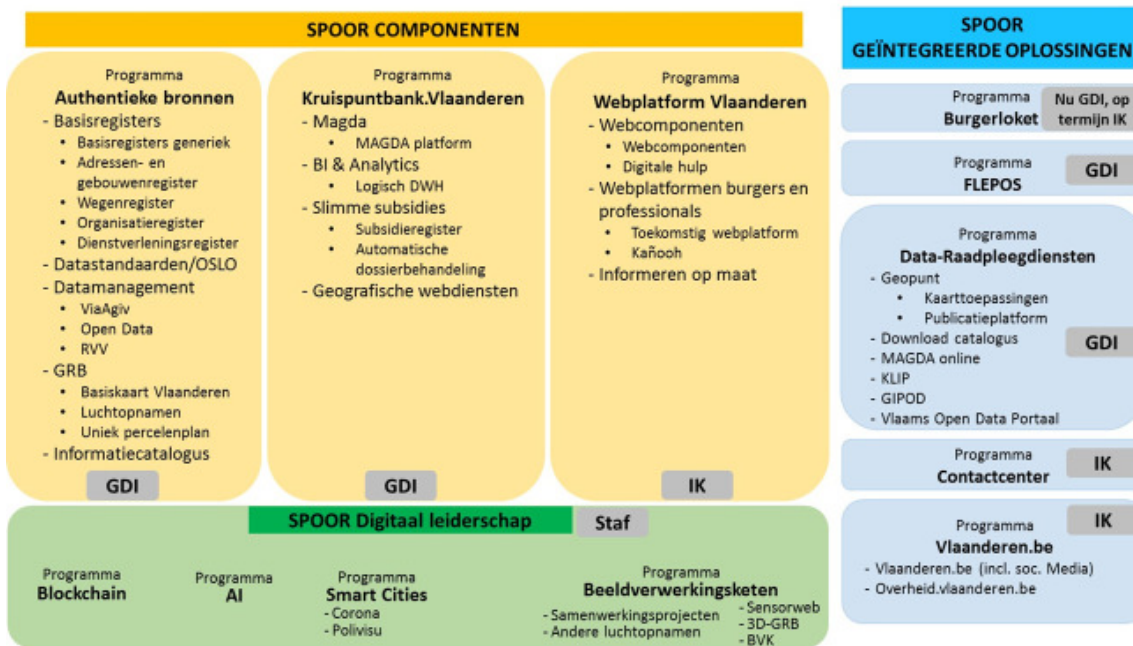 SPOOR COMPONENTEN
Programma
Authentieke bronnen
- Basisregisters
• Basisregisters generiek
• Adressen- en
gebouwenregister
• Wegenregister
• Organisatieregister
• Dienstverleningsregister
- Datastandaarden/OSLO
- Datamanagement
• ViaAgiv
• Open Data
• RVV
- GRB
• Basiskaart Vlaanderen
• Luchtopnamen
• Uniek percelenplan
- Informatiecatalogus
GDI
Programma
Kruispuntbank.Vlaanderen
- Magda
• MAGDA platform
- BI & Analytics
• Logisch DWH
- Slimme subsidies
• Subsidieregister
• Automatische
dossierbehandeling
- Geografische webdiensten
GDI
Programma
Webplatform Vlaanderen
- Webcomponenten
• Webcomponenten
• Digitale hulp
- Webplatformen burgers en
professionals
• Toekomstig webplatform
• Kañooh
- Informeren op maat
IK
SPOOR Digitaal leiderschap
Staf
Programma
Blockchain
Programma
AI
Programma
Smart Cities
- Corona
- Polivisu
Programma
Beeldverwerkingsketen
- Samenwerkingsprojecten
- Andere luchtopnamen
- Sensorweb
- 3D-GRB
- BVK
SPOOR
GEÏNTEGREERDE OPLOSSINGEN
Programma
Burgerloket
Nu GDI, op
termijn IK
Programma
FLEPOS
GDI
Programma
Data-Raadpleegdiensten
- Geopunt
• Kaarttoepassingen
• Publicatieplatform
- Download catalogus
- MAGDA online
- KLIP
- GIPOD
- Vlaams Open Data Portaal
GDI
Programma
Contactcenter
IK
Programma
Vlaanderen.be
IK
- Vlaanderen.be (incl. soc. Media)
- Overheid.vlaanderen.be